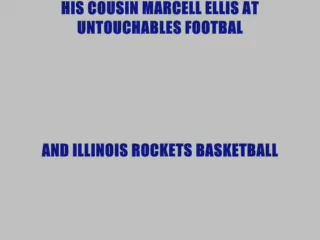 HIS COUSIN MARCELL ELLIS AT
UNTOUCHABLES FOOTBAL
AND ILLINOIS ROCKETS BASKETBALL